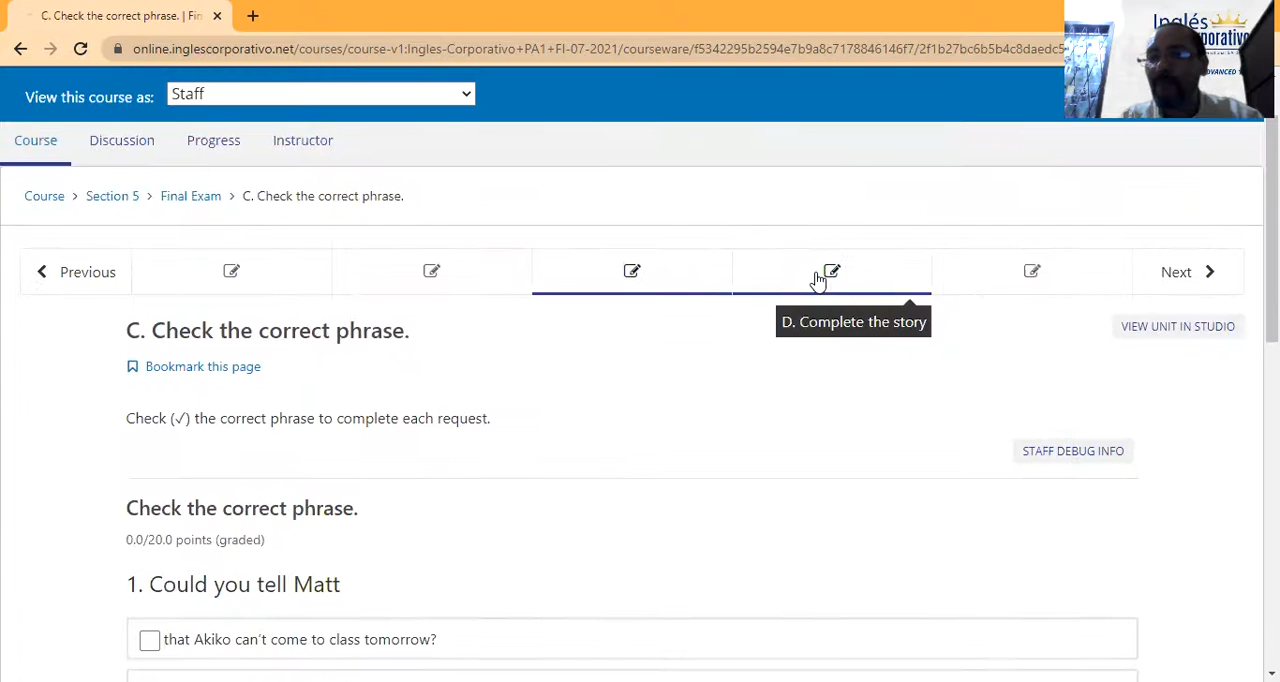 C. Check the correct phrase. | Fin
online.inglescorporativo.net/courses/course-v1:Ingles-Corporativo+PA1+FI-07-2021/courseware/f5342295b2594e7b9a8c7178846146f7/2f1b27bc6b5b4c8daedc5
Inglés
orporativo
ADVANCED 1
View this course as:
Staff
Course
Discussion
Progress
Instructor
Course > Section 5 > Final Exam > C. Check the correct phrase.
Previous
Next
D. Complete the story
C. Check the correct phrase.
VIEW UNIT IN STUDIO
Bookmark this page
Check (✓) the correct phrase to complete each request.
STAFF DEBUG INFO
Check the correct phrase.
0.0/20.0 points (graded)
1. Could you tell Matt
that Akiko can’t come to class tomorrow?